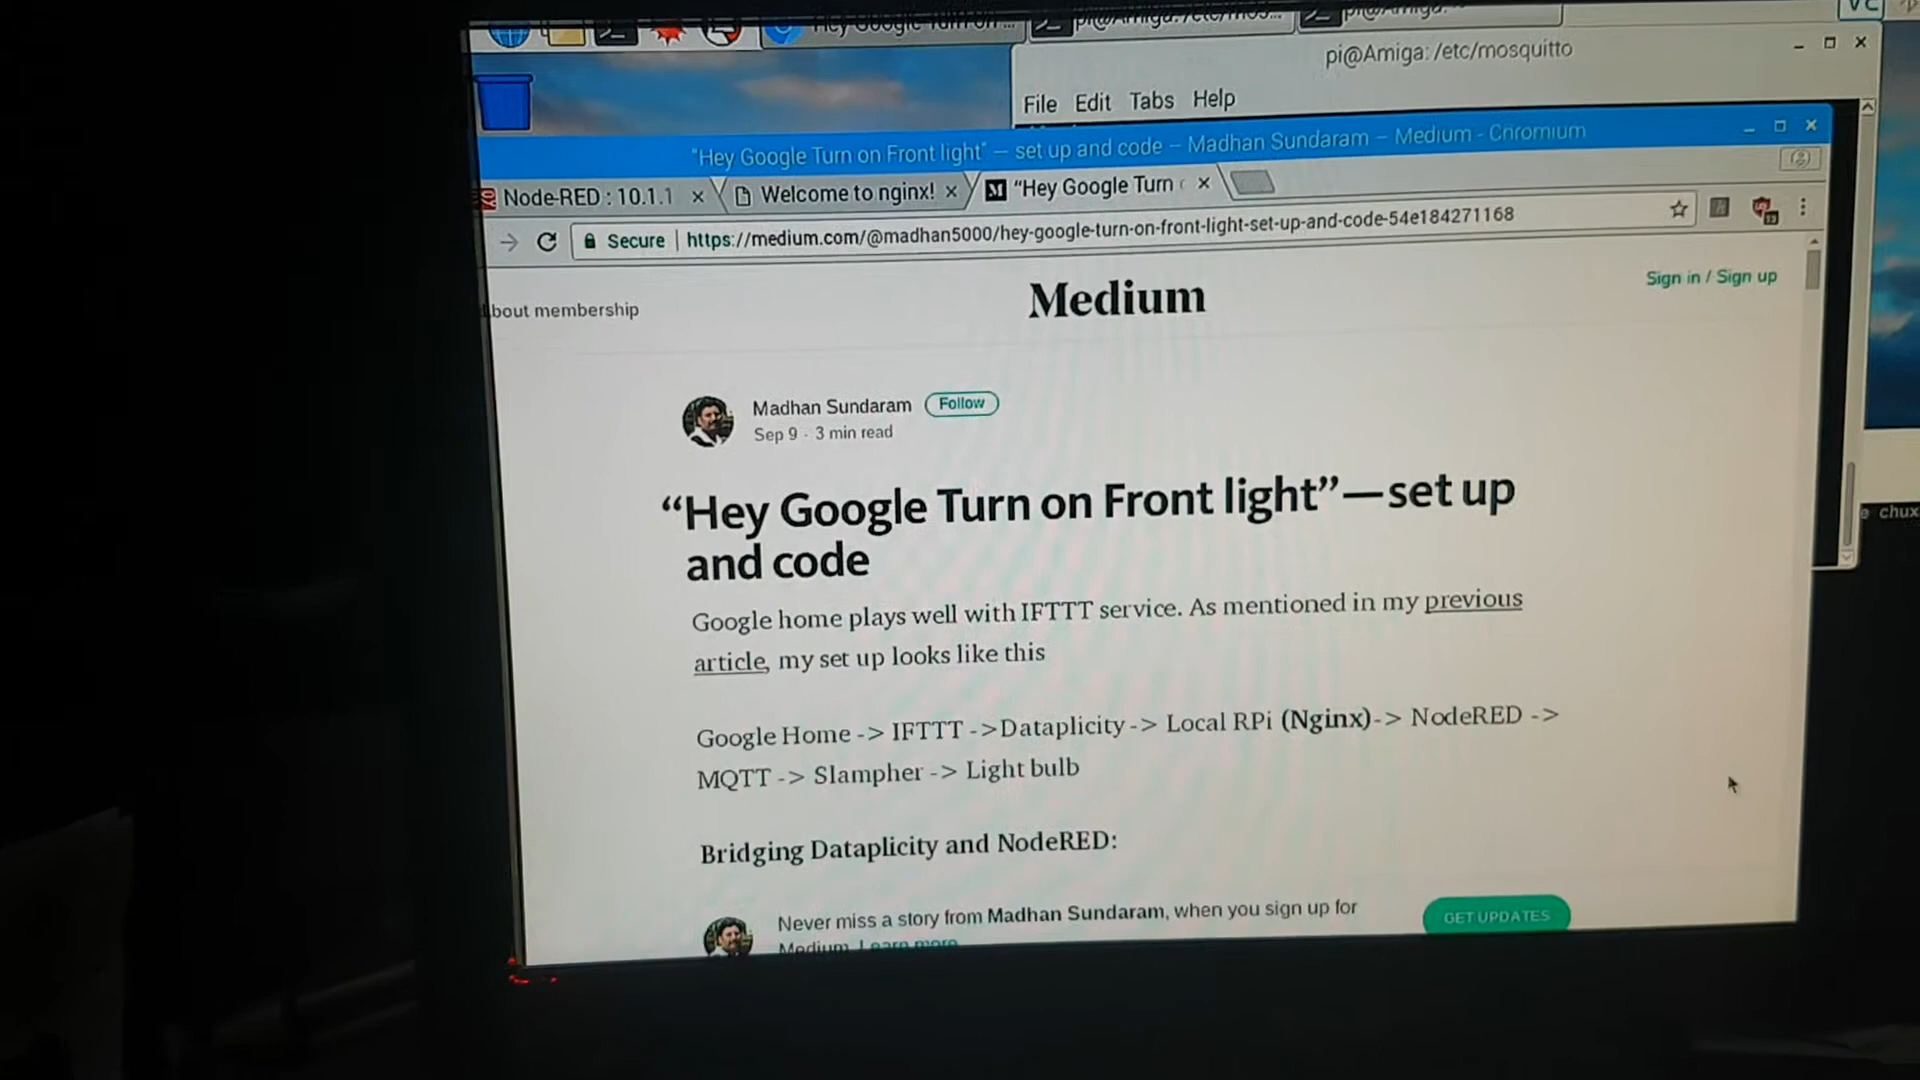 pi@Amiga: /etc/mosquitto
File Edit Tabs Help
"Hey Google Turn on Front light" – set up and code – Madhan Sundaram – Medium - Chromium
Node-RED : 10.1.1
Welcome to nginx!
"Hey Google Turn
Secure
https://medium.com/@madhan5000/hey-google-turn-on-front-light-set-up-and-code-54e184271168
bout membership
Medium
Sign in / Sign up
Madhan Sundaram Follow
Sep 9 · 3 min read
“Hey Google Turn on Front light”—set up
and code
Google home plays well with IFTTT service. As mentioned in my previous
article, my set up looks like this
Google Home -> IFTTT ->Dataplicity -> Local RPi (Nginx)-> NodeRED ->
MQTT -> Slampher -> Light bulb
Bridging Dataplicity and NodeRED:
Never miss a story from Madhan Sundaram, when you sign up for
Medium. Learn more
GET UPDATES
chux